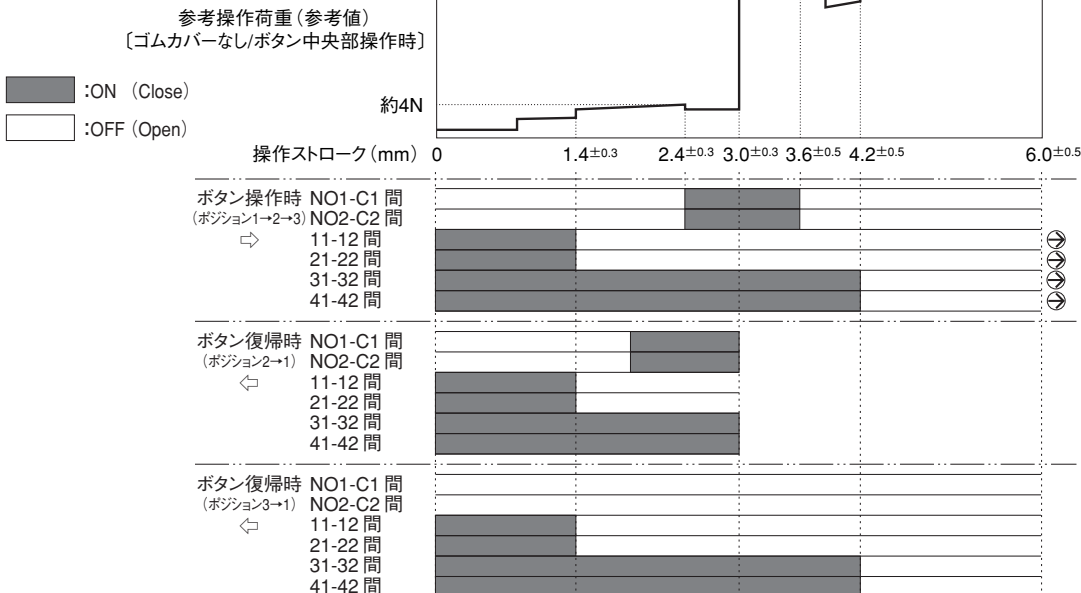 参考操作荷重（参考値）
〔ゴムカバーなし/ボタン中央部操作時〕
:ON （Close）
:OFF（Open）
約4N
操作ストローク（mm） 0 1.4±0.3 2.4±0.3 3.0±0.3 3.6±0.5 4.2±0.5 6.0±0.5
ボタン操作時 NO1-C1 間
（ポジション1→2→3） NO2-C2 間
⇨ 11-12 間
21-22 間
31-32 間
41-42 間
ボタン復帰時 NO1-C1 間
（ポジション2→1） NO2-C2 間
⇦ 11-12 間
21-22 間
31-32 間
41-42 間
ボタン復帰時 NO1-C1 間
（ポジション3→1） NO2-C2 間
⇦ 11-12 間
21-22 間
31-32 間
41-42 間